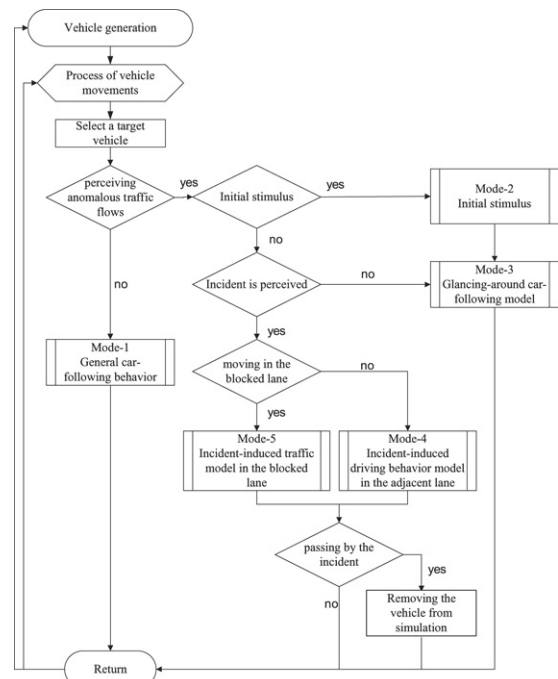 Vehicle generation
Process of vehicle
movements
Select a target
vehicle
perceiving
anomalous traffic
flows
yes
Initial stimulus
yes
Mode-2
Initial stimulus
no
no
Incident is perceived
no
Mode-3
Glancing-around car-
following model
yes
Mode-1
General car-
following behavior
moving in the
blocked lane
no
yes
Mode-5
Incident-induced traffic
model in the blocked
lane
Mode-4
Incident-induced
driving behavior model
in the adjacent lane
passing by the
incident
yes
no
Removing the
vehicle from
simulation
Return